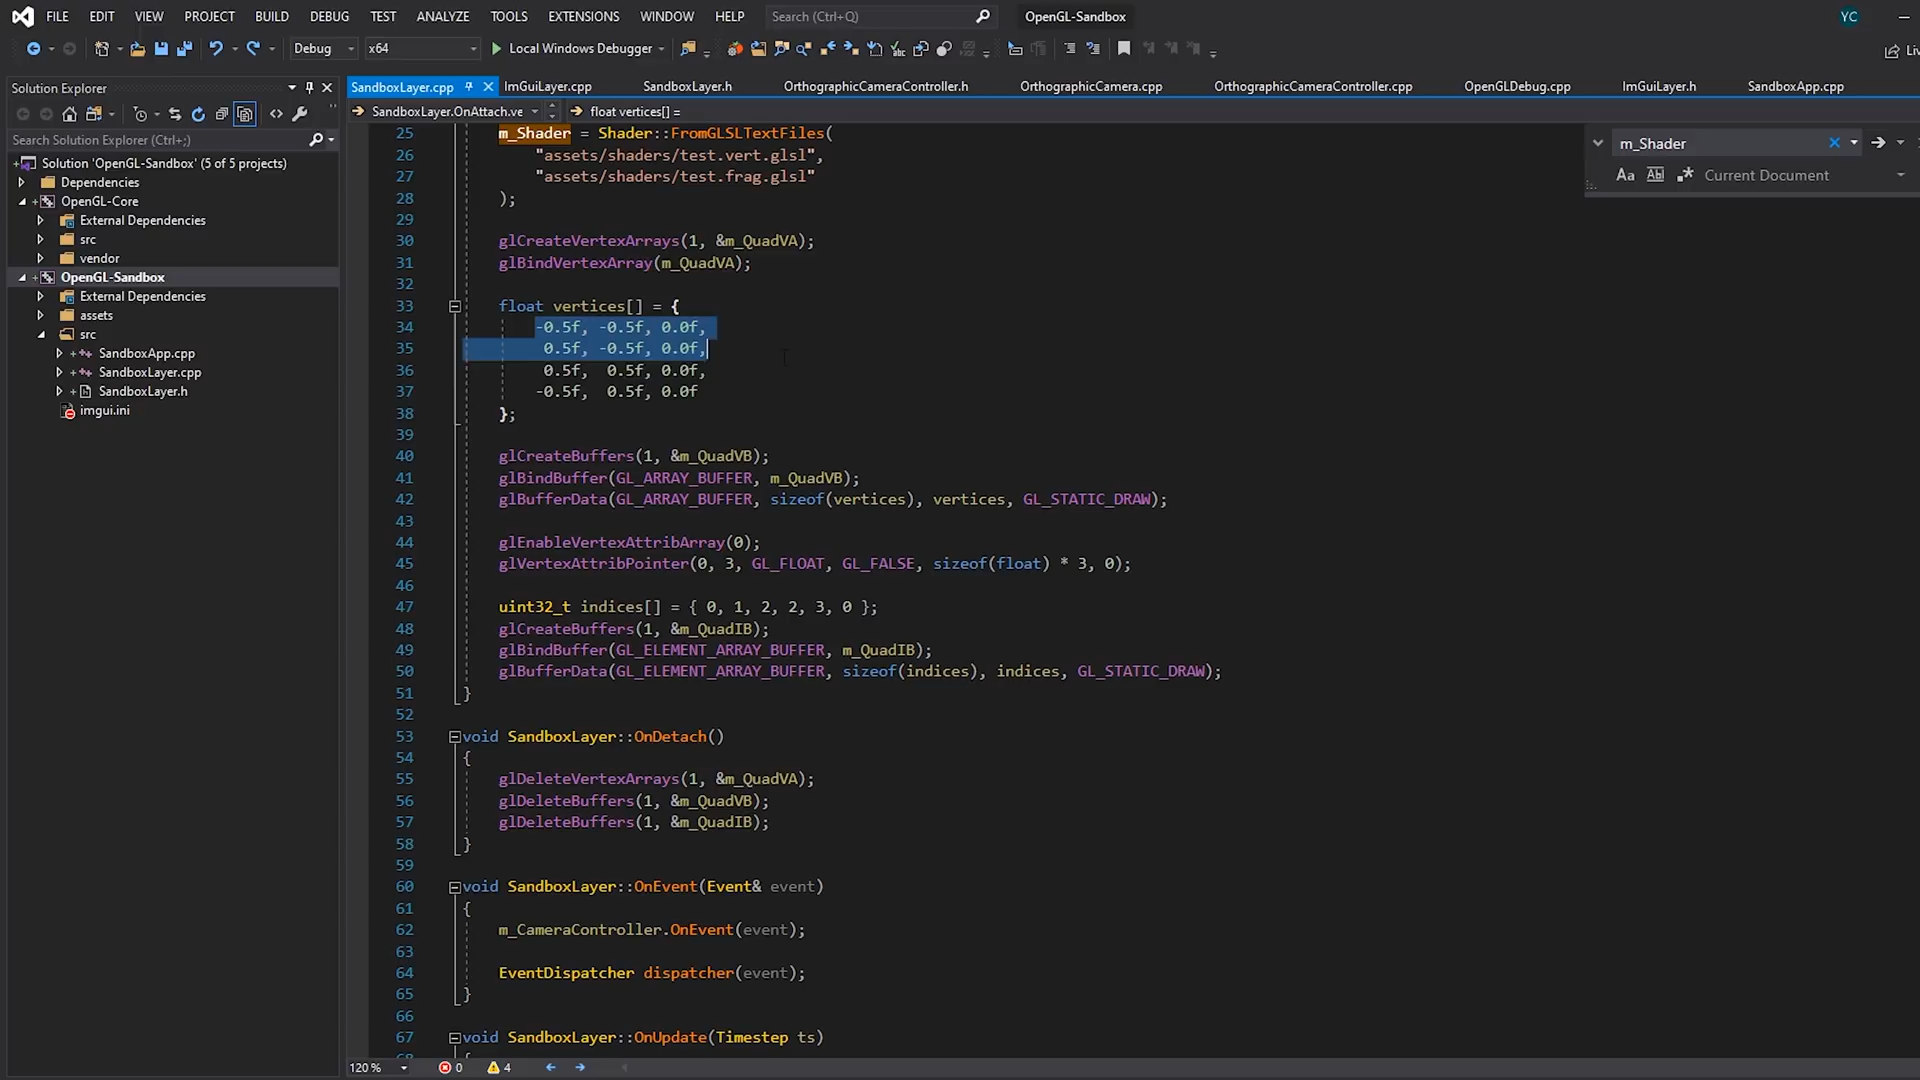 FILE EDIT VIEW PROJECT BUILD DEBUG TEST ANALYZE TOOLS EXTENSIONS WINDOW HELP Search (Ctrl+Q) OpenGL-Sandbox YC
Debug x64 Local Windows Debugger
Solution Explorer
Search Solution Explorer (Ctrl+;)
Solution 'OpenGL-Sandbox' (5 of 5 projects)
Dependencies
OpenGL-Core
External Dependencies
src
vendor
OpenGL-Sandbox
External Dependencies
assets
src
SandboxApp.cpp
SandboxLayer.cpp
SandboxLayer.h
imgui.ini
SandboxLayer.cpp ImGuiLayer.cpp SandboxLayer.h OrthographicCameraController.h OrthographicCamera.cpp OrthographicCameraController.cpp OpenGLDebug.cpp ImGuiLayer.h SandboxApp.cpp
SandboxLayer.OnAttach.ve float vertices[] =
m_Shader
Aa Abl Current Document
25 m_Shader = Shader::FromGLSLTextFiles(
26 "assets/shaders/test.vert.glsl",
27 "assets/shaders/test.frag.glsl"
28 );
29
30 glCreateVertexArrays(1, &m_QuadVA);
31 glBindVertexArray(m_QuadVA);
32
33 float vertices[] = {
34 -0.5f, -0.5f, 0.0f,
35 0.5f, -0.5f, 0.0f,
36 0.5f, 0.5f, 0.0f,
37 -0.5f, 0.5f, 0.0f
38 };
39
40 glCreateBuffers(1, &m_QuadVB);
41 glBindBuffer(GL_ARRAY_BUFFER, m_QuadVB);
42 glBufferData(GL_ARRAY_BUFFER, sizeof(vertices), vertices, GL_STATIC_DRAW);
43
44 glEnableVertexAttribArray(0);
45 glVertexAttribPointer(0, 3, GL_FLOAT, GL_FALSE, sizeof(float) * 3, 0);
46
47 uint32_t indices[] = { 0, 1, 2, 2, 3, 0 };
48 glCreateBuffers(1, &m_QuadIB);
49 glBindBuffer(GL_ELEMENT_ARRAY_BUFFER, m_QuadIB);
50 glBufferData(GL_ELEMENT_ARRAY_BUFFER, sizeof(indices), indices, GL_STATIC_DRAW);
51 }
52
53 void SandboxLayer::OnDetach()
54 {
55 glDeleteVertexArrays(1, &m_QuadVA);
56 glDeleteBuffers(1, &m_QuadVB);
57 glDeleteBuffers(1, &m_QuadIB);
58 }
59
60 void SandboxLayer::OnEvent(Event& event)
61 {
62 m_CameraController.OnEvent(event);
63
64 EventDispatcher dispatcher(event);
65 }
66
67 void SandboxLayer::OnUpdate(Timestep ts)
120 % 0 4